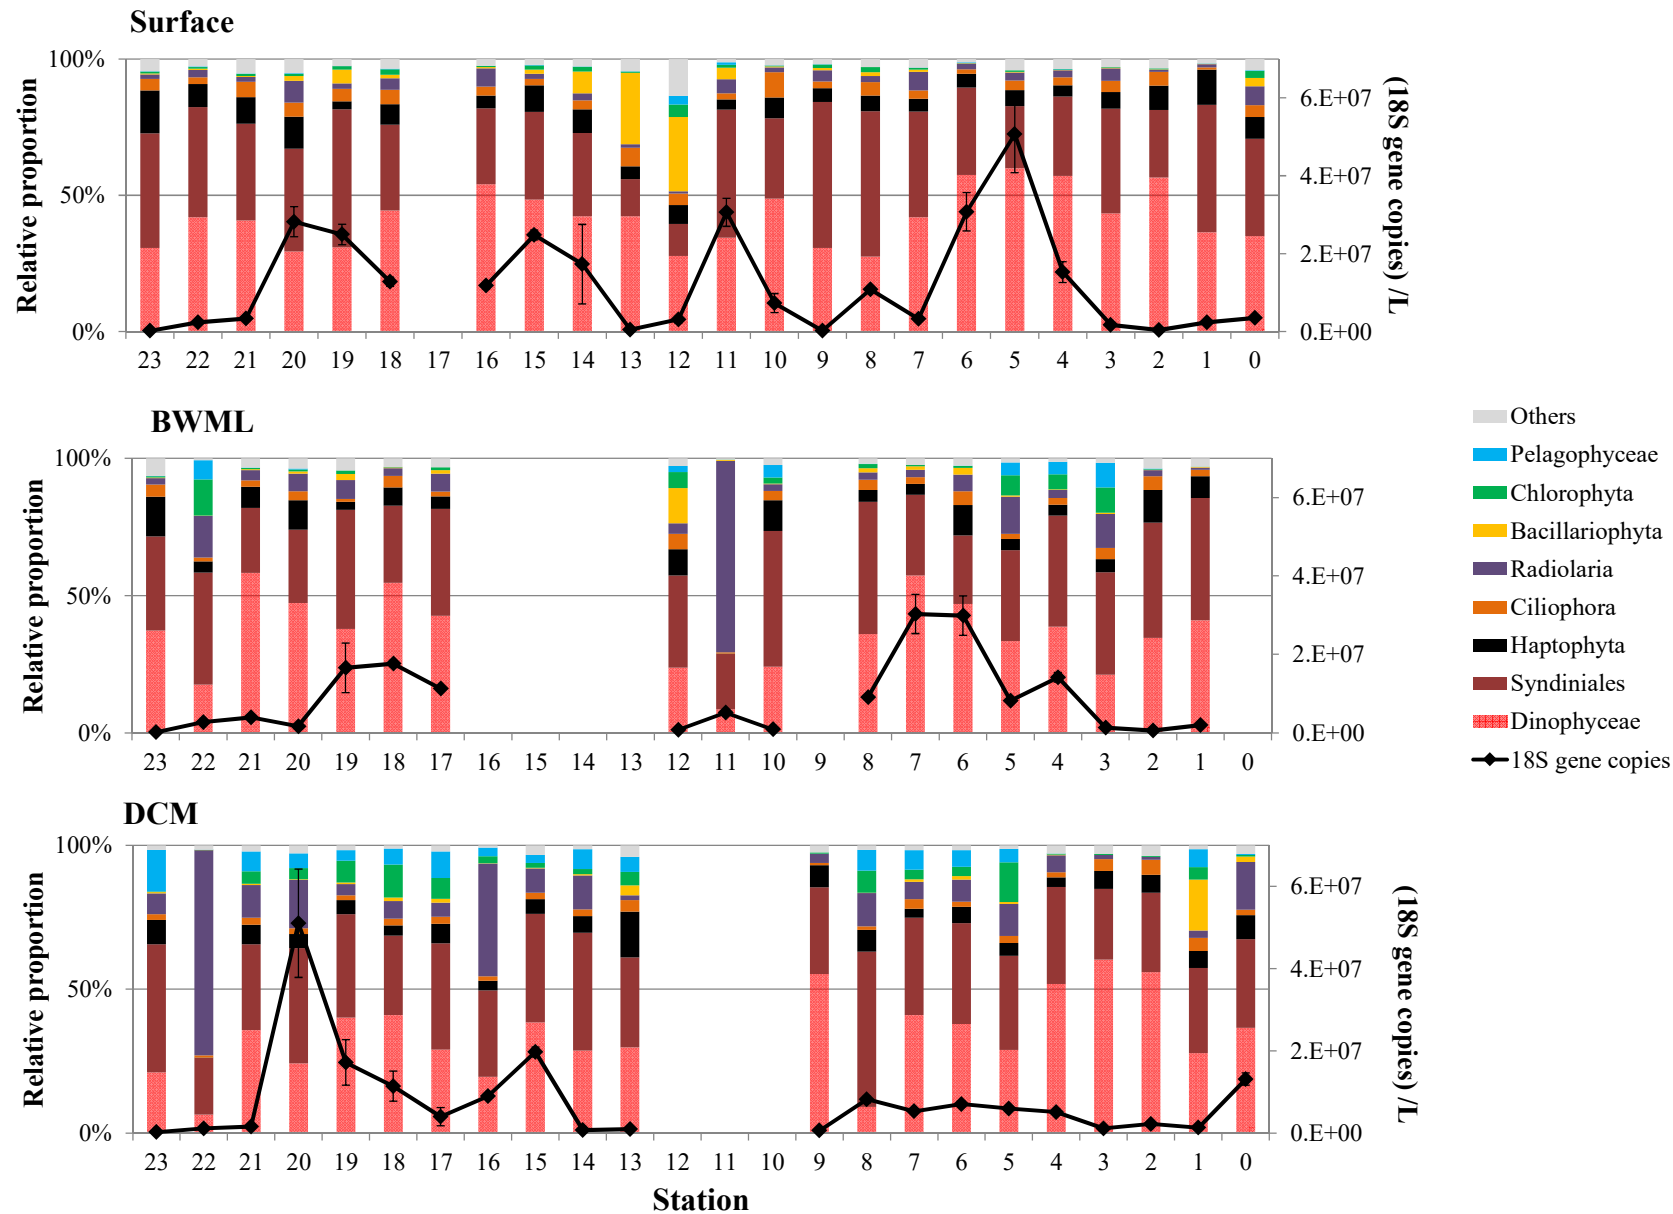 Surface
100%
50%
0%
Relative proportion
6.E+07
4.E+07
2.E+07
0.E+00
(18S gene copies) /L
23 22 21 20 19 18 17 16 15 14 13 12 11 10 9 8 7 6 5 4 3 2 1 0
BWML
100%
50%
0%
Relative proportion
6.E+07
4.E+07
2.E+07
0.E+00
23 22 21 20 19 18 17 16 15 14 13 12 11 10 9 8 7 6 5 4 3 2 1 0
Others
Pelagophyceae
Chlorophyta
Bacillariophyta
Radiolaria
Ciliophora
Haptophyta
Syndiniales
Dinophyceae
18S gene copies
DCM
100%
50%
0%
Relative proportion
6.E+07
4.E+07
2.E+07
0.E+00
(18S gene copies) /L
23 22 21 20 19 18 17 16 15 14 13 12 11 10 9 8 7 6 5 4 3 2 1 0
Station